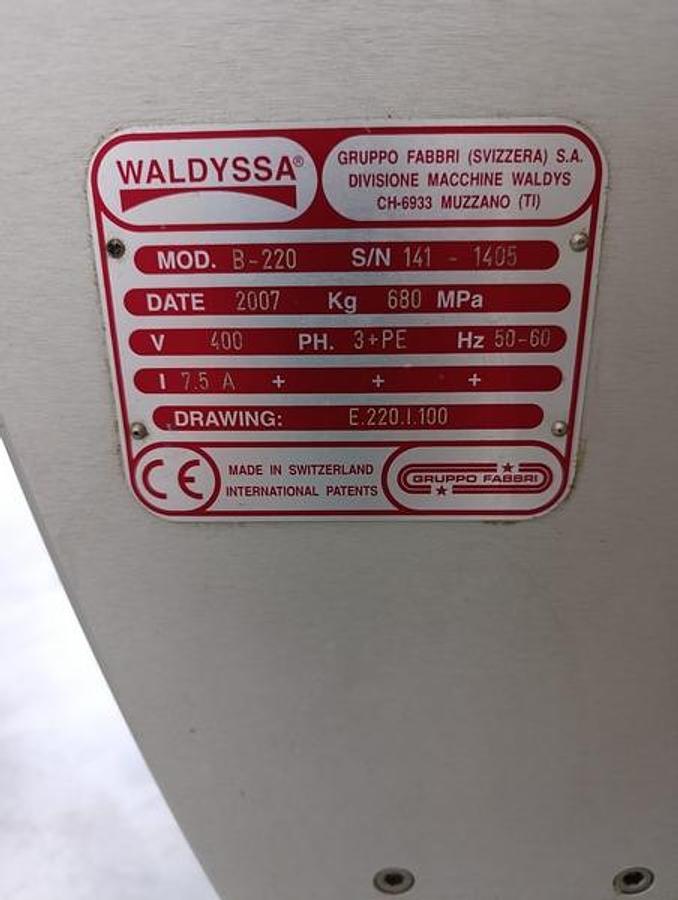 WALDYSSA®
GRUPPO FABBRI (SVIZZERA) S.A.
DIVISIONE MACCHINE WALDYS
CH-6933 MUZZANO (TI)
MOD. B-220 S/N 141 - 1405
DATE 2007 Kg 680 MPa
V 400 PH. 3+PE Hz 50-60
I 7.5 A + + +
DRAWING: E.220.I.100
CE
MADE IN SWITZERLAND
INTERNATIONAL PATENTS
GRUPPO FABBRI